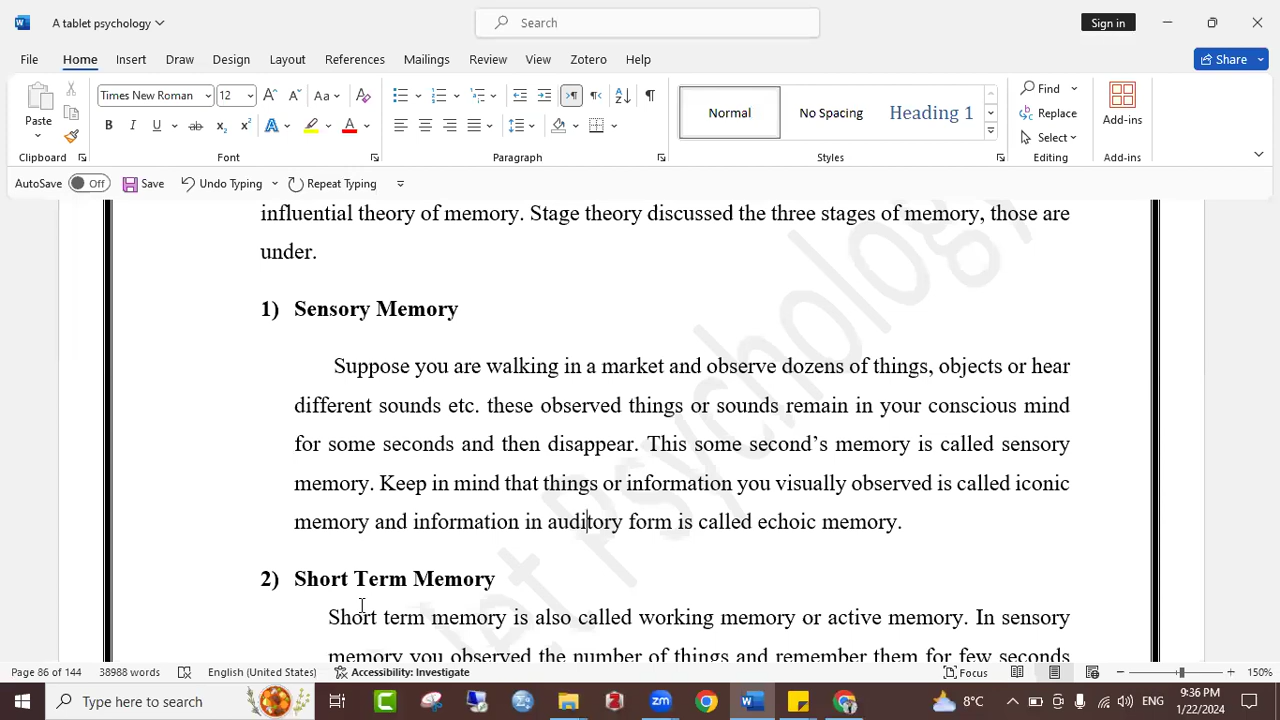 A tablet psychology
Search
Sign in
File Home Insert Draw Design Layout References Mailings Review View Zotero Help
Share
Paste
Times New Roman 12
Normal No Spacing Heading 1
Find
Replace
Select
Add-ins
Clipboard Font Paragraph Styles Editing Add-ins
AutoSave Off Save Undo Typing Repeat Typing
influential theory of memory. Stage theory discussed the three stages of memory, those are
under.
1) Sensory Memory
Suppose you are walking in a market and observe dozens of things, objects or hear
different sounds etc. these observed things or sounds remain in your conscious mind
for some seconds and then disappear. This some second’s memory is called sensory
memory. Keep in mind that things or information you visually observed is called iconic
memory and information in auditory form is called echoic memory.
2) Short Term Memory
Short term memory is also called working memory or active memory. In sensory
memory you observed the number of things and remember them for few seconds
let Psychology
Page 86 of 144 38988 words English (United States) Accessibility: Investigate Focus 150%
Type here to search
8°C ENG 9:36 PM
1/22/2024